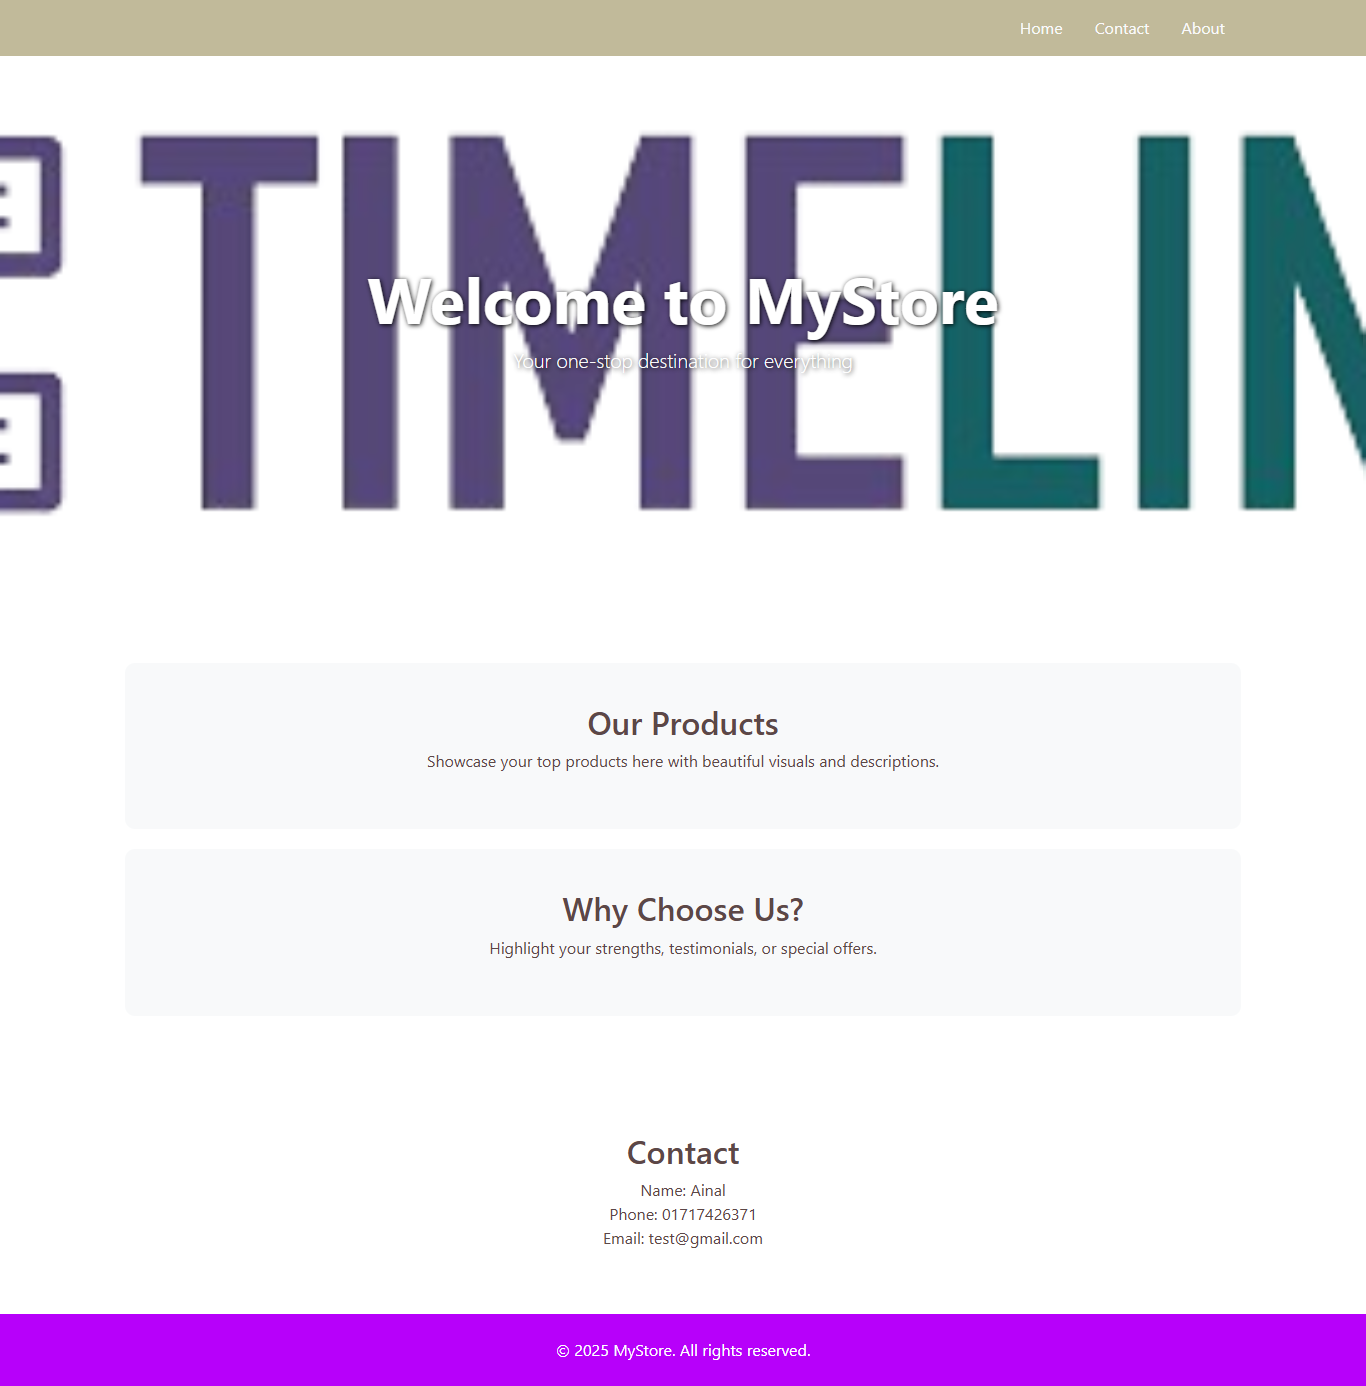 Home Contact About
TIMELIN
Welcome to MyStore
Your one-stop destination for everything
Our Products
Showcase your top products here with beautiful visuals and descriptions.
Why Choose Us?
Highlight your strengths, testimonials, or special offers.
Contact
Name: Ainal
Phone: 01717426371
Email: test@gmail.com
© 2025 MyStore. All rights reserved.